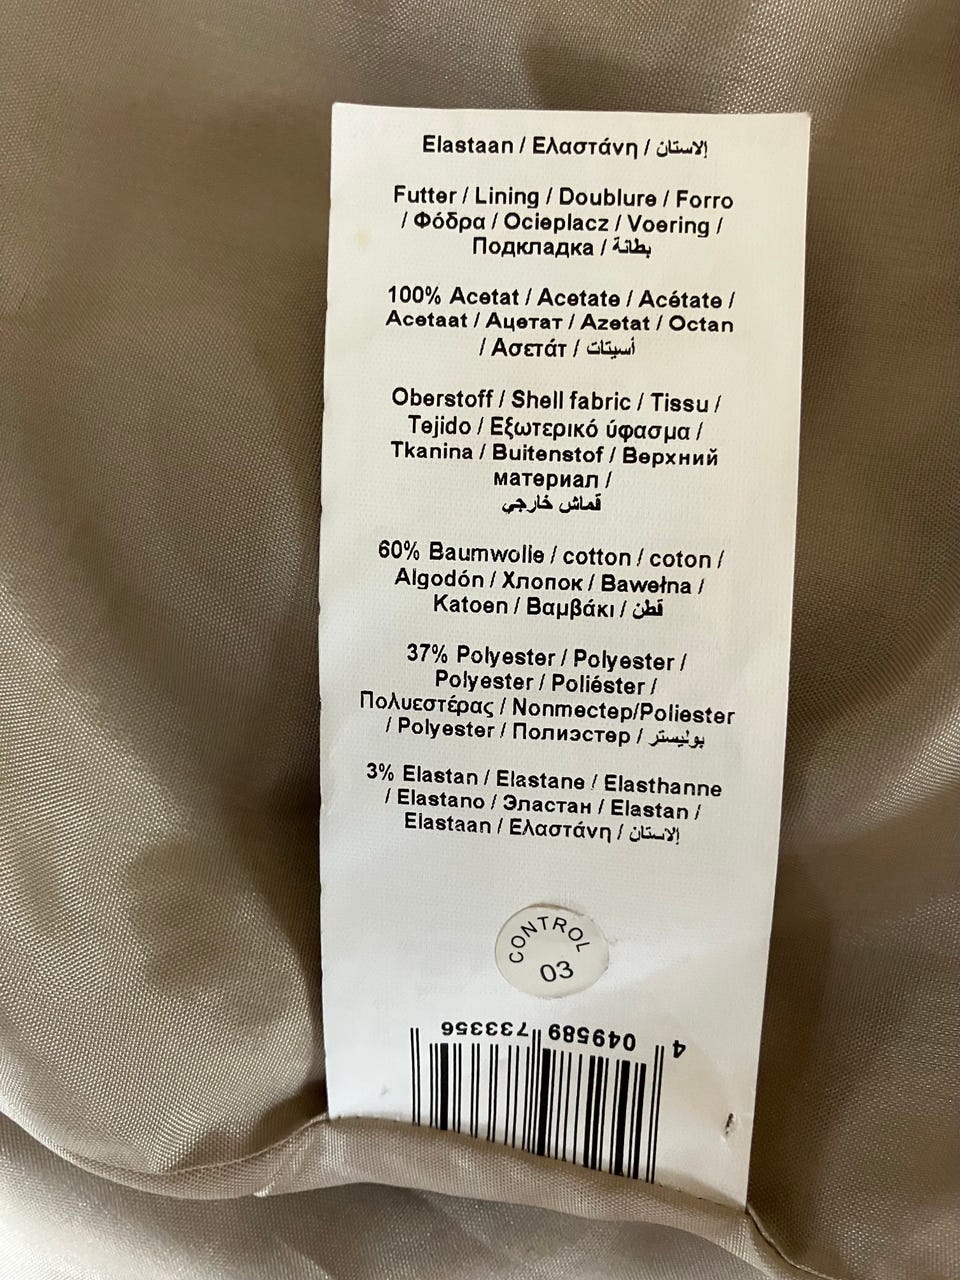 Elastaan / Ελαστάνη / إلاستان
Futter / Lining / Doublure / Forro
/ Φόδρα / Ocieplacz / Voering /
Подкладка / بطانة
100% Acetat / Acetate / Acétate /
Acetaat / Ацетат / Azetat / Octan
/ Ασετάτ / أسيتات
Oberstoff / Shell fabric / Tissu /
Tejido / Εξωτερικό ύφασμα /
Tkanina / Buitenstof / Верхний
материал /
قماش خارجي
60% Baumwolle / cotton / coton /
Algodón / Хлопок / Bawełna /
Katoen / Βαμβάκι / قطن
37% Polyester / Polyester /
Polyester / Poliéster /
Πολυεστέρας / Nonmecтep/Poliester
/ Polyester / Полиэстер / بوليستر
3% Elastan / Elastane / Elasthanne
/ Elastano / Эластан / Elastan /
Elastaan / Ελαστάνη / إلاستان
CONTROL
03
4 049589 733356